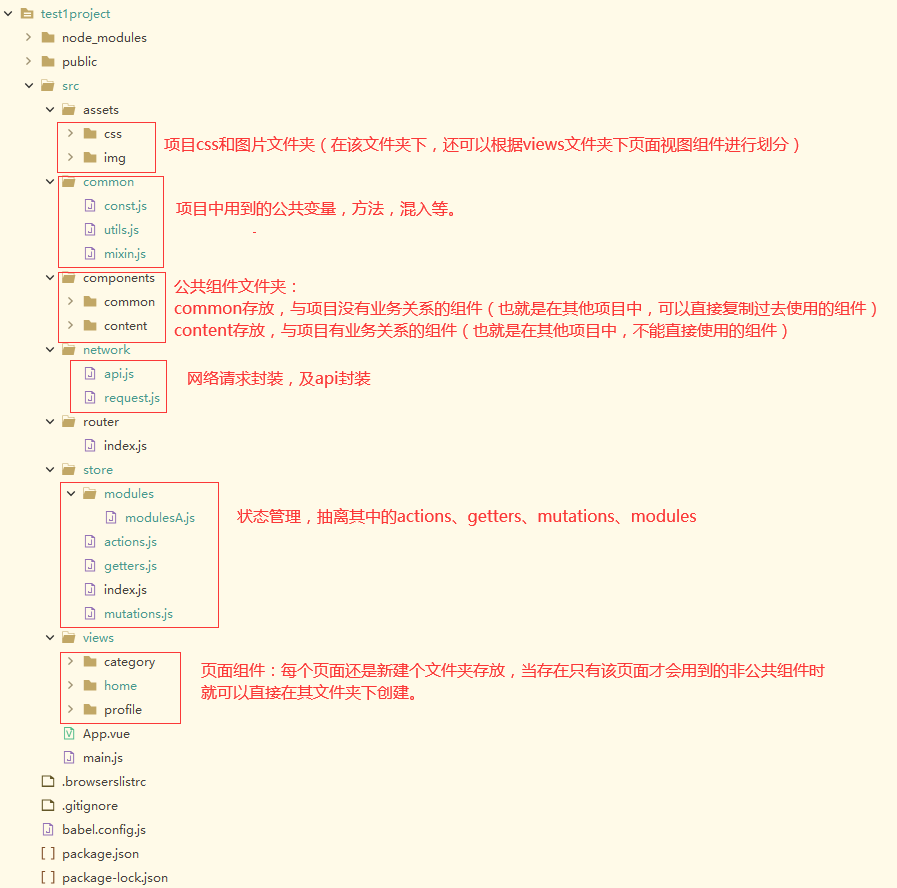 test1project
node_modules
public
src
assets
css
项目css和图片文件夹（在该文件夹下，还可以根据views文件夹下页面视图组件进行划分）
img
common
const.js
项目中用到的公共变量，方法，混入等。
utils.js
mixin.js
components
公共组件文件夹：
common
common存放，与项目没有业务关系的组件（也就是在其他项目中，可以直接复制过去使用的组件）
content
content存放，与项目有业务关系的组件（也就是在其他项目中，不能直接使用的组件）
network
api.js
网络请求封装，及api封装
request.js
router
index.js
store
modules
modulesA.js
状态管理，抽离其中的actions、getters、mutations、modules
actions.js
getters.js
index.js
mutations.js
views
category
页面组件：每个页面还是新建个文件夹存放，当存在只有该页面才会用到的非公共组件时
home
就可以直接在其文件夹下创建。
profile
App.vue
main.js
.browserslistrc
.gitignore
babel.config.js
package.json
package-lock.json